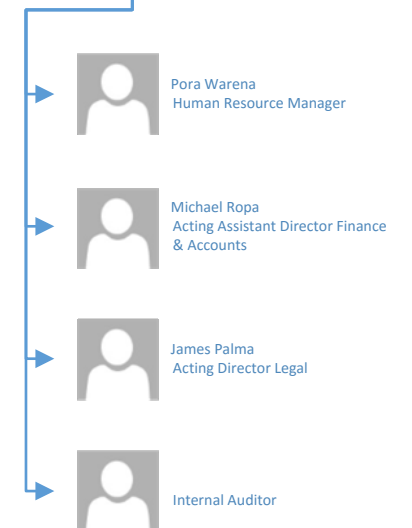 Pora Warena
Human Resource Manager
Michael Ropa
Acting Assistant Director Finance
& Accounts
James Palma
Acting Director Legal
Internal Auditor